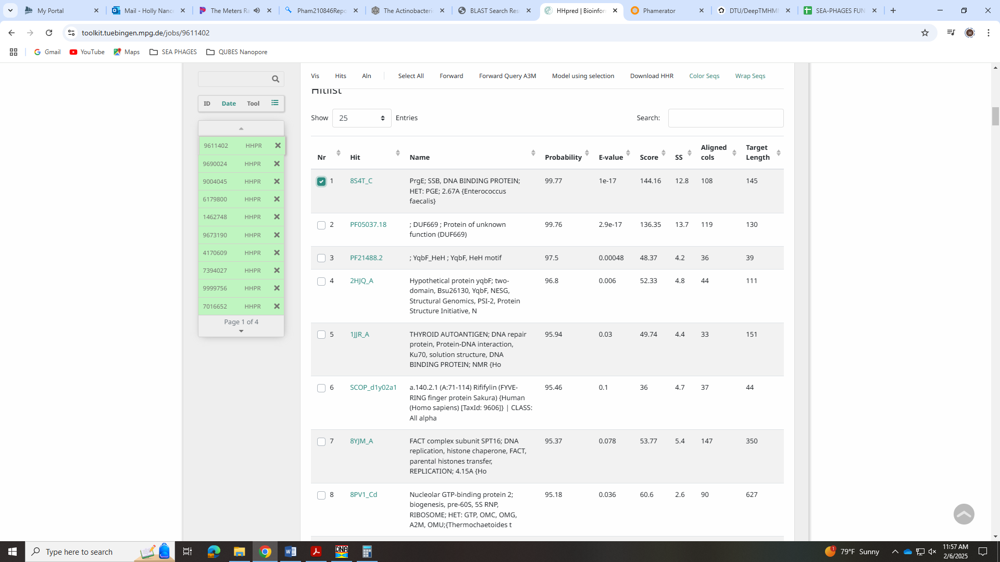 My Portal
Mail - Holly Nance
The Meters Ra
Pham210846Repo
The Actinobacteri
BLAST Search Res
HHpred | Bioinfor
Phamerator
DTU/DeepTMHM
SEA-PHAGES FUN
toolkit.tuebingen.mpg.de/jobs/9611402
H
Gmail
YouTube
Maps
SEA PHAGES
QUBES Nanopore
Vis Hits Aln Select All Forward Forward Query A3M Model using selection Download HHR Color Seqs Wrap Seqs
ID Date Tool
9611402 HHPR
9690024 HHPR
9004045 HHPR
6179800 HHPR
1462748 HHPR
9673190 HHPR
4170609 HHPR
7394027 HHPR
9999756 HHPR
7016652 HHPR
Page 1 of 4
Hitlist
Show 25 Entries
Search:
Nr Hit Name Probability E-value Score SS Aligned cols Target Length
1 8S4T_C PrgE; SSB, DNA BINDING PROTEIN; 99.77 1e-17 144.16 12.8 108 145
HET: PGE; 2.67A {Enterococcus
faecalis}
2 PF05037.18 ; DUF669 ; Protein of unknown 99.76 2.9e-17 136.35 13.7 119 130
function (DUF669)
3 PF21488.2 ; YqbF_HeH ; YqbF, HeH motif 97.5 0.00048 48.37 4.2 36 39
4 2HJQ_A Hypothetical protein yqbF; two- 96.8 0.006 52.33 4.8 44 111
domain, Bsu26130, YqbF, NESG,
Structural Genomics, PSI-2, Protein
Structure Initiative, N
5 1JJR_A THYROID AUTOANTIGEN; DNA repair 95.94 0.03 49.74 4.4 33 151
protein, Protein-DNA interaction,
Ku70, solution structure, DNA
BINDING PROTEIN; NMR {Ho
6 SCOP_d1y02a1 a.140.2.1 (A:71-114) Rififylin (FYVE- 95.46 0.1 36 4.7 37 44
RING finger protein Sakura) {Human
(Homo sapiens) [TaxId: 9606]} | CLASS:
All alpha
7 8YJM_A FACT complex subunit SPT16; DNA 95.37 0.078 53.77 5.4 147 350
replication, histone chaperone, FACT,
parental histones transfer,
REPLICATION; 4.15A {Ho
8 8PV1_Cd Nucleolar GTP-binding protein 2; 95.18 0.036 60.6 2.6 90 627
biogenesis, pre-60S, 5S RNP,
RIBOSOME; HET: GTP, OMC, OMG,
A2M, OMU;{Thermochaetoides t
Type here to search
DNA
1
79°F Sunny
11:57 AM
2/6/2025